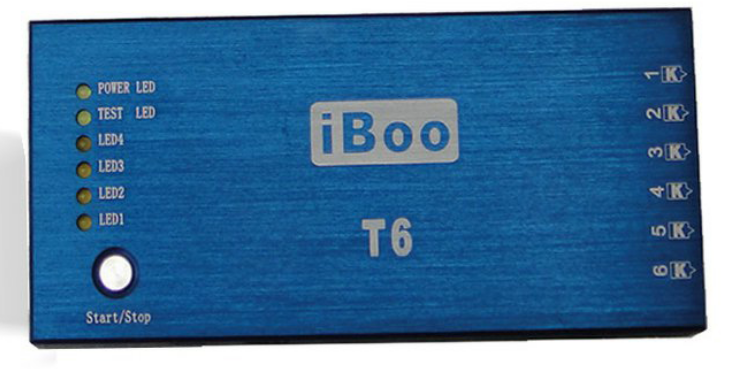 POWER LED
TEST LED
LED4
LED3
LED2
LED1
Start/Stop
iBoo
T6
1 K
2 K
3 K
4 K
5 K
6 K